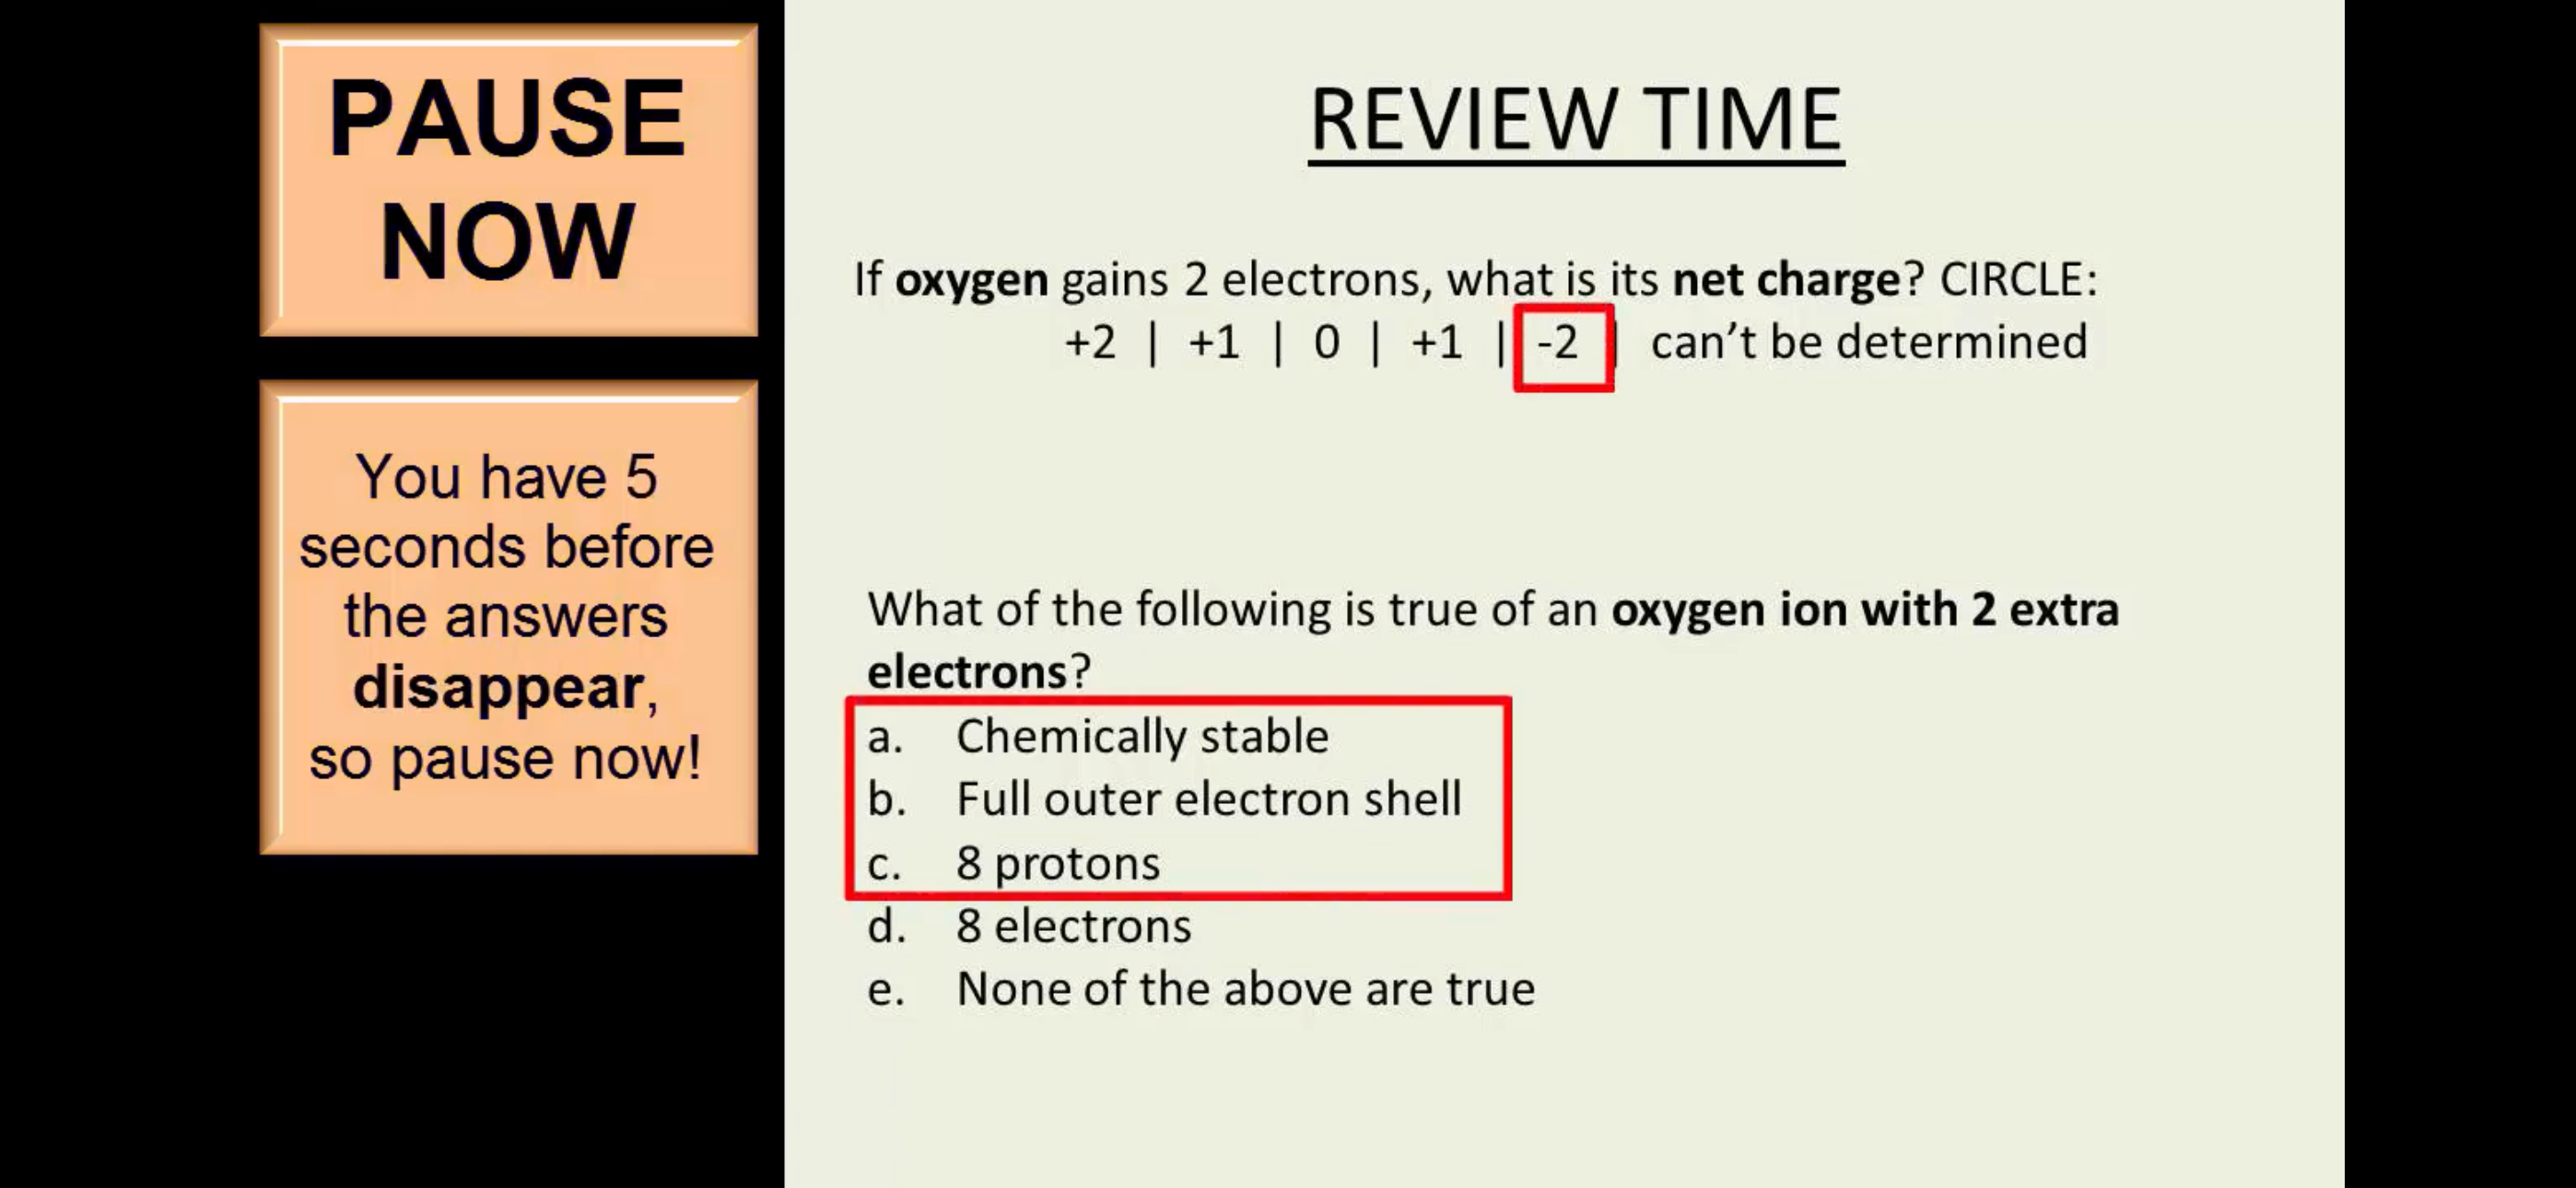 PAUSE
NOW
You have 5
seconds before
the answers
disappear,
so pause now!
REVIEW TIME
If oxygen gains 2 electrons, what is its net charge? CIRCLE:
+2 | +1 | 0 | +1 | -2 | can’t be determined
What of the following is true of an oxygen ion with 2 extra
electrons?
a. Chemically stable
b. Full outer electron shell
c. 8 protons
d. 8 electrons
e. None of the above are true